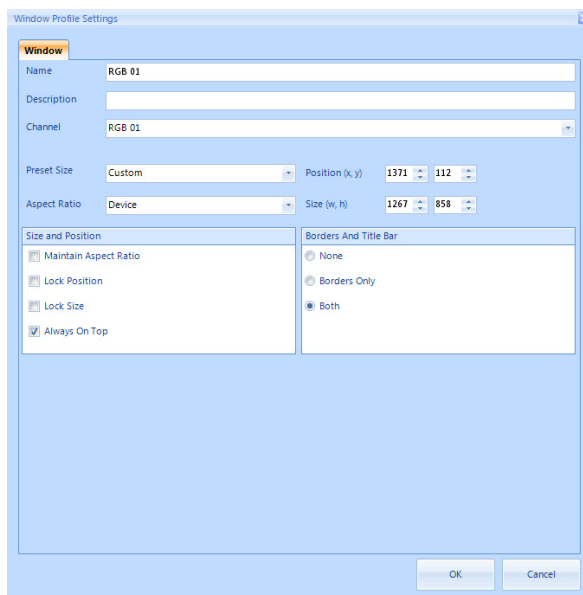 Window Profile Settings
Window
Name RGB 01
Description
Channel RGB 01
Preset Size Custom Position (x, y) 1371 112
Aspect Ratio Device Size (w, h) 1267 858
Size and Position Borders And Title Bar
Maintain Aspect Ratio None
Lock Position Borders Only
Lock Size Both
Always On Top
OK Cancel